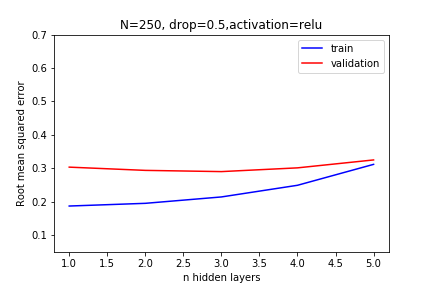 N=250, drop=0.5,activation=relu
train
validation
Root mean squared error
0.7
0.6
0.5
0.4
0.3
0.2
0.1
1.0 1.5 2.0 2.5 3.0 3.5 4.0 4.5 5.0
n hidden layers